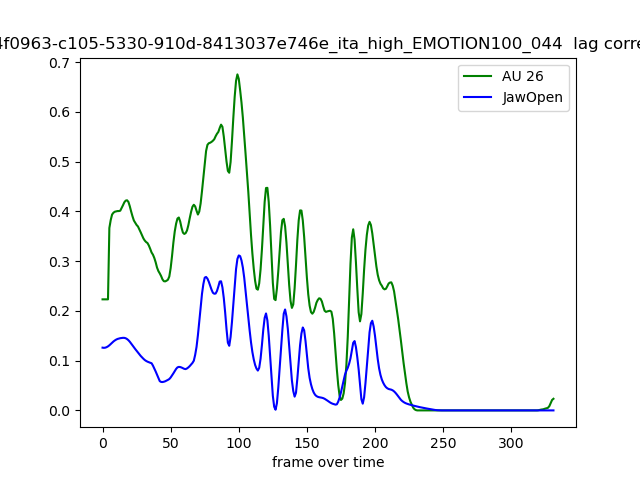 4f0963-c105-5330-910d-8413037e746e_ita_high_EMOTION100_044 lag corre
AU 26
JawOpen
0.7
0.6
0.5
0.4
0.3
0.2
0.1
0.0
0 50 100 150 200 250 300
frame over time